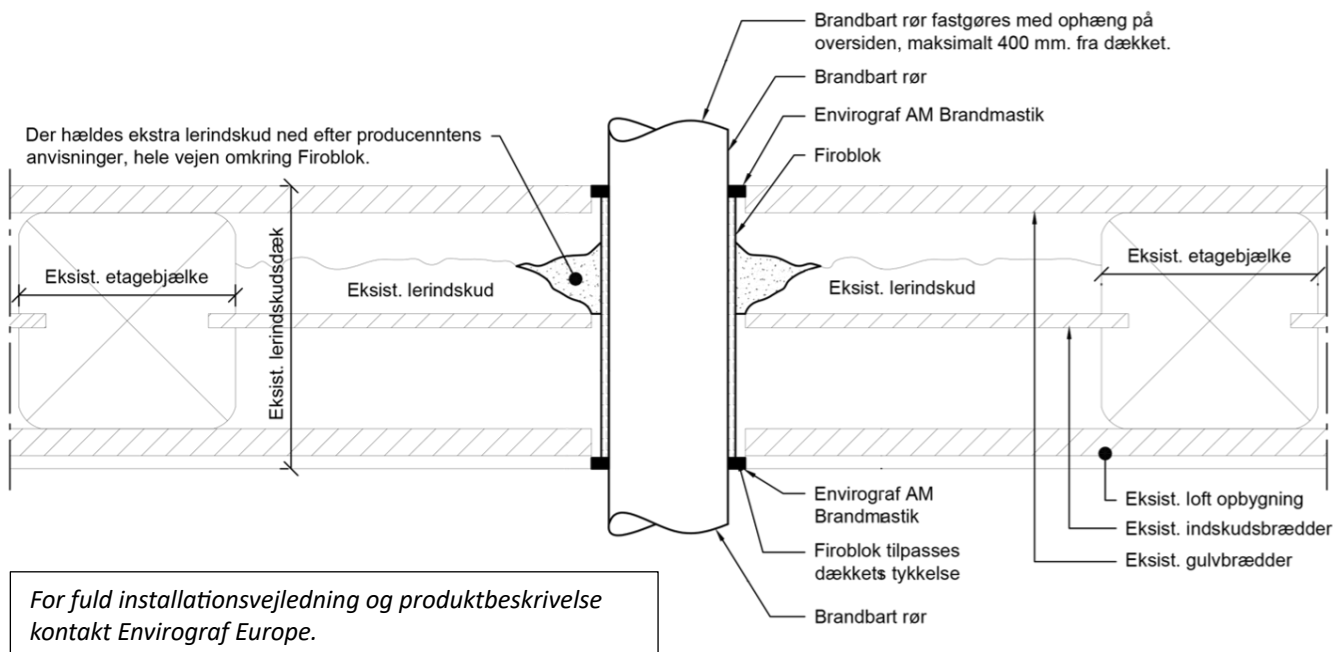 Brandbart rør fastgøres med ophæng på
oversiden, maksimalt 400 mm. fra dækket.
Brandbart rør
Envirograf AM Brandmastik
Firoblok
Der hældes ekstra lerindskud ned efter producenntens
anvisninger, hele vejen omkring Firoblok.
Eksist. etagebjælke
Eksist. lerindskudsdæk
Eksist. lerindskud
Eksist. lerindskud
Eksist. etagebjælke
Envirograf AM
Brandmastik
Firoblok tilpasses
dækkets tykkelse
Brandbart rør
Eksist. loft opbygning
Eksist. indskudsbrædder
Eksist. gulvbrædder
For fuld installationsvejledning og produktbeskrivelse
kontakt Envirograf Europe.